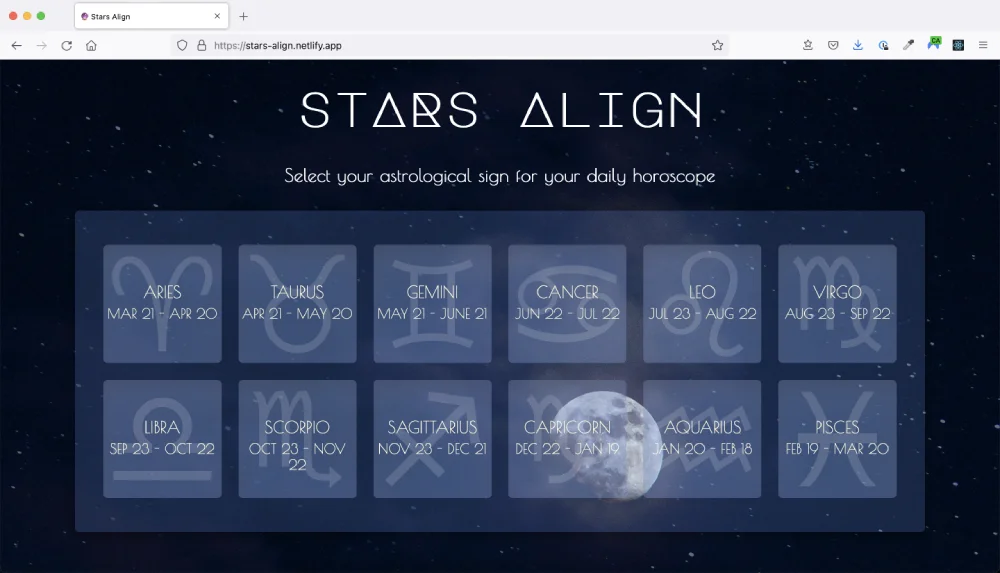 Stars Align
https://stars-align.netlify.app
CA
STARS ALIGN
Select your astrological sign for your daily horoscope
ARIES
MAR 21 - APR 20
TAURUS
APR 21 - MAY 20
GEMINI
MAY 21 - JUNE 21
CANCER
JUN 22 - JUL 22
LEO
JUL 23 - AUG 22
VIRGO
AUG 23 - SEP 22
LIBRA
SEP 23 - OCT 22
SCORPIO
OCT 23 - NOV
22
SAGITTARIUS
NOV 23 - DEC 21
CAPRICORN
DEC 22 - JAN 19
AQUARIUS
JAN 20 - FEB 18
PISCES
FEB 19 - MAR 20